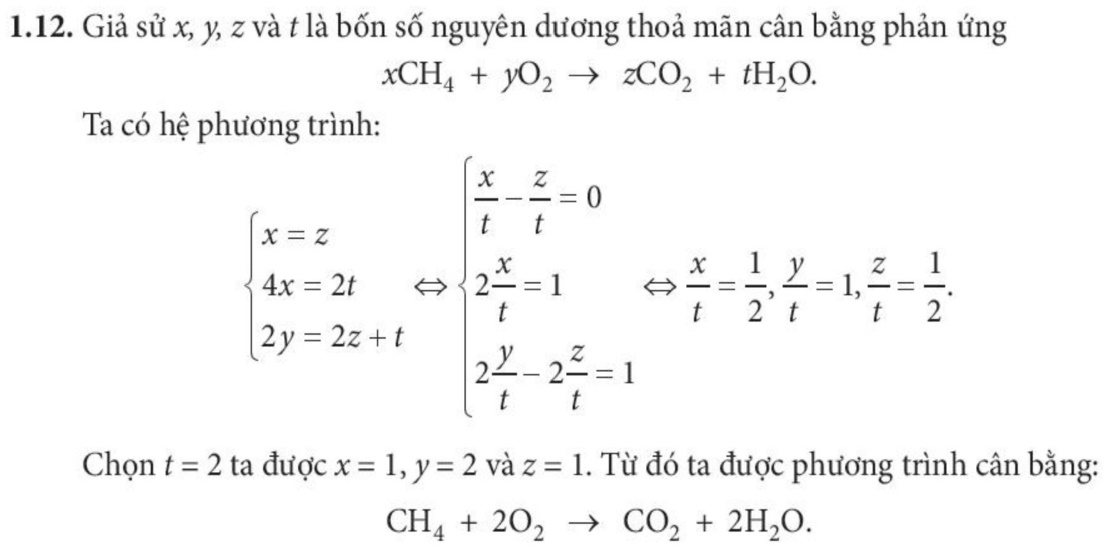 1.12. Giả sử x, y, z và t là bốn số nguyên dương thoả mãn cân bằng phản ứng
xCH₄ + yO₂ → zCO₂ + tH₂O.
Ta có hệ phương trình:
{x = z; 4x = 2t; 2y = 2z + t} ⇔ {x/t − z/t = 0; 2x/t = 1; 2y/t − 2z/t = 1} ⇔ x/t = 1/2, y/t = 1, z/t = 1/2.
Chọn t = 2 ta được x = 1, y = 2 và z = 1. Từ đó ta được phương trình cân bằng:
CH₄ + 2O₂ → CO₂ + 2H₂O.